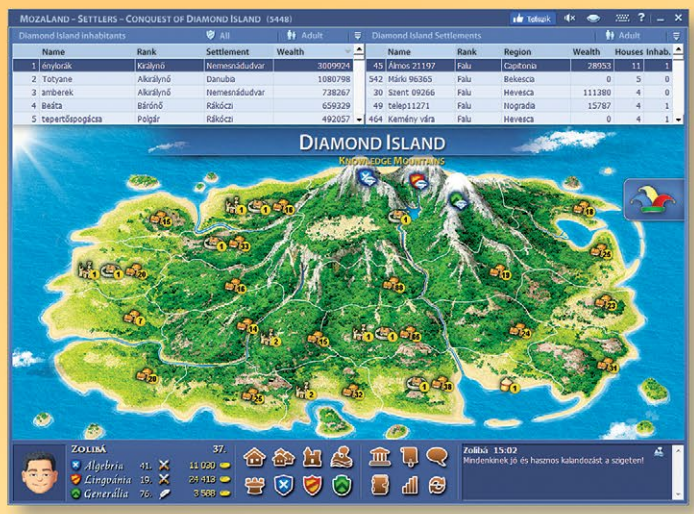 MozaLand – Settlers – Conquest of Diamond Island (5448)
Tetszik
?
Diamond Island Inhabitants All Adult
Name Rank Settlement Wealth
1 énylorák Királynő Nemesnádudvar 3009924
2 Totyane Alkirálynő Danubia 1080798
3 amberek Alkirálynő Nemesnádudvar 738267
4 Beáta Bárónő Rákóczi 659329
5 tepertőspogácsa Polgár Rákóczi 492057
Diamond Island Settlements Adult
Name Rank Region Wealth Houses Inhab.
45 Álmos 21197 Falu Capitonia 28953 11 1
542 Márki 96365 Falu Bekescia 0 5 0
30 Szent 09266 Falu Hevesca 111380 4 0
49 telep11271 Falu Nogradia 15787 4 1
464 Kemény vára Falu Hevesca 0 4 1
Diamond Island
Knowledge Mountains
Zolibá 37.
Algebria 41. 11 030
Lingvánia 19. 24 413
Generália 76. 3 588
Zolibá 15:02
Mindenkinek jó és hasznos kalandozást a szigeten!